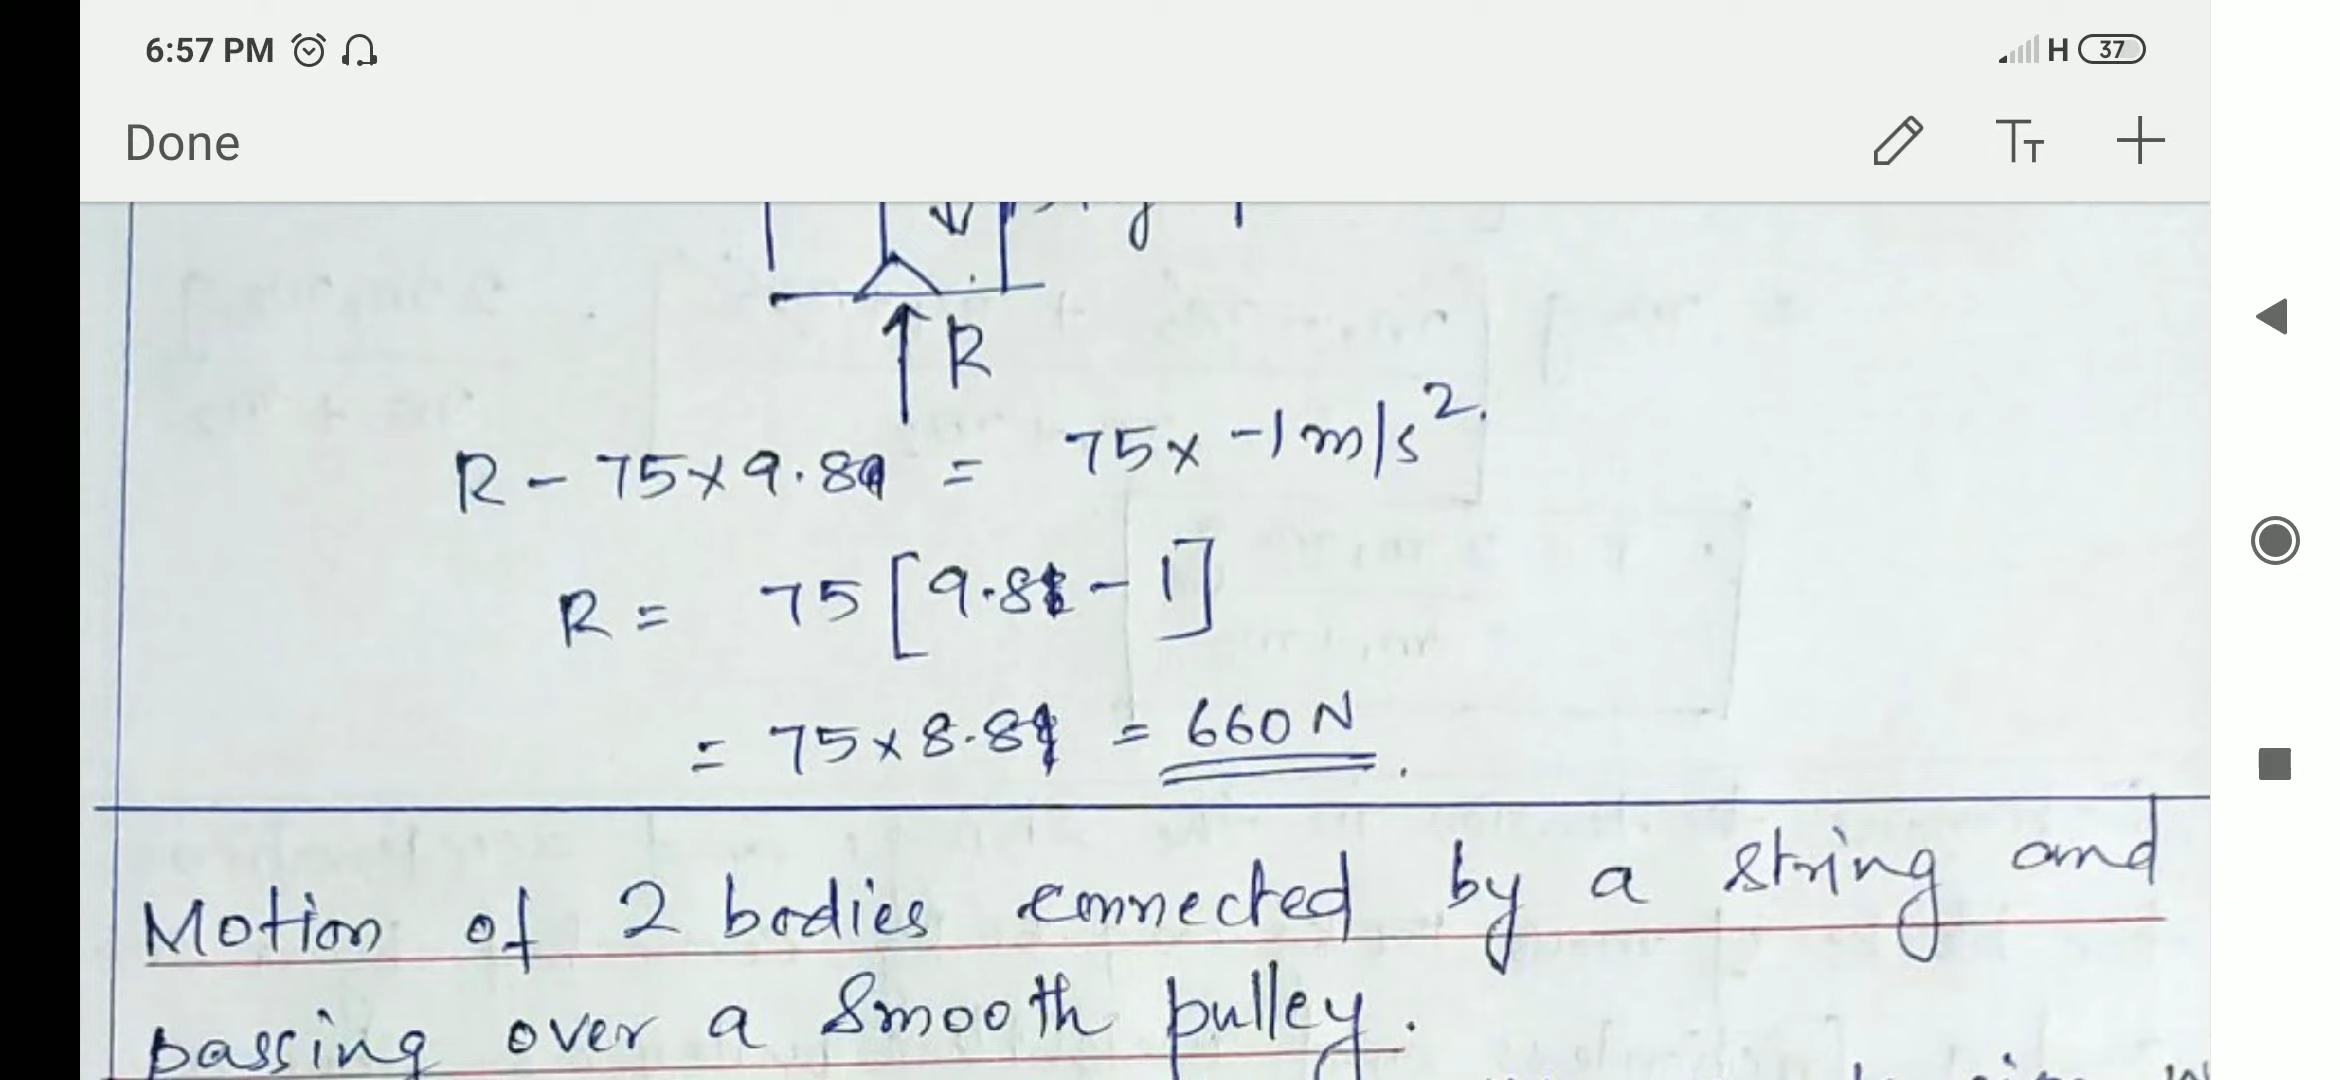 6:57 PM H 37
Done
R
R - 75 x 9.8 = 75 x -1 m/s².
R = 75 [9.8 - 1]
= 75 x 8.8 = 660 N.
Motion of 2 bodies connected by a string and
passing over a smooth pulley.